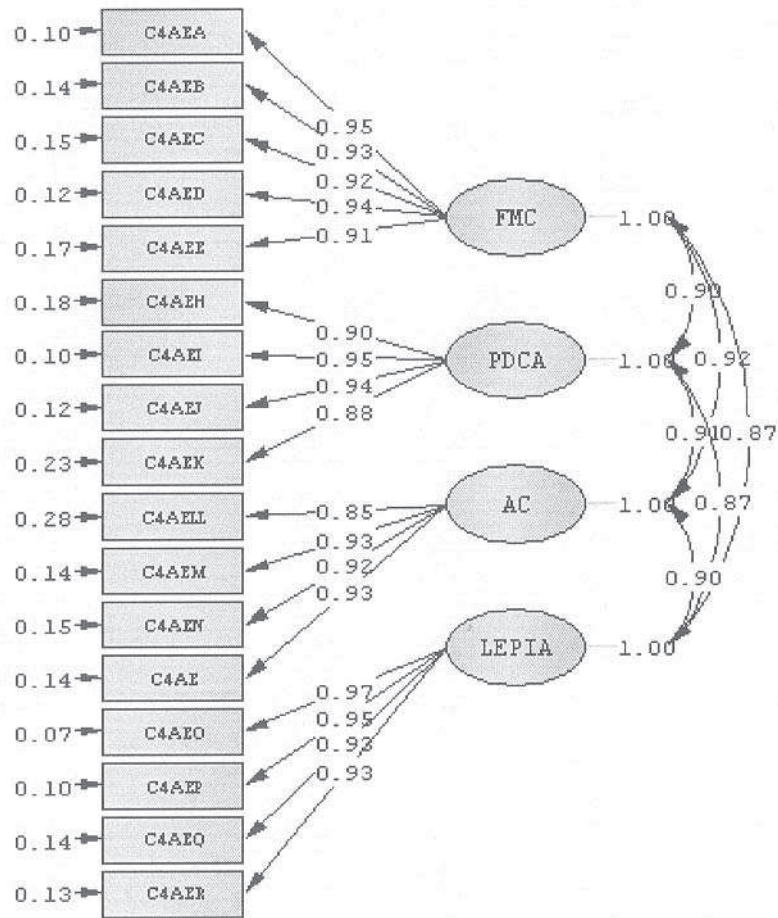 0.10 C4AEA
0.14 C4AEB
0.95
0.15 C4AEC
0.93
0.92
0.12 C4AED
0.94
FMC 1.00
0.17 C4AEE
0.91
0.18 C4AEH
0.90
0.90
0.10 C4AEI
0.95
PDCA 1.00
0.92
0.94
0.12 C4AEJ
0.88
0.91
0.87
0.23 C4AEK
0.28 C4AELL
0.85
AC 1.00
0.87
0.93
0.14 C4AEM
0.92
0.90
0.93
0.15 C4AEN
LEPIA 1.00
0.14 C4AE
0.97
0.07 C4AEO
0.95
0.93
0.93
0.10 C4AEP
0.14 C4AEQ
0.13 C4AER